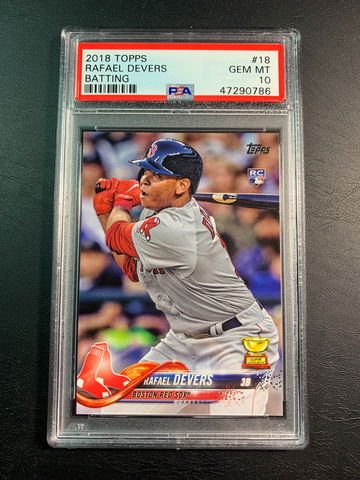 2018 TOPPS #18
RAFAEL DEVERS GEM MT
BATTING 10
PSA 47290786
Topps
RC
RAFAEL DEVERS 3B
BOSTON RED SOX